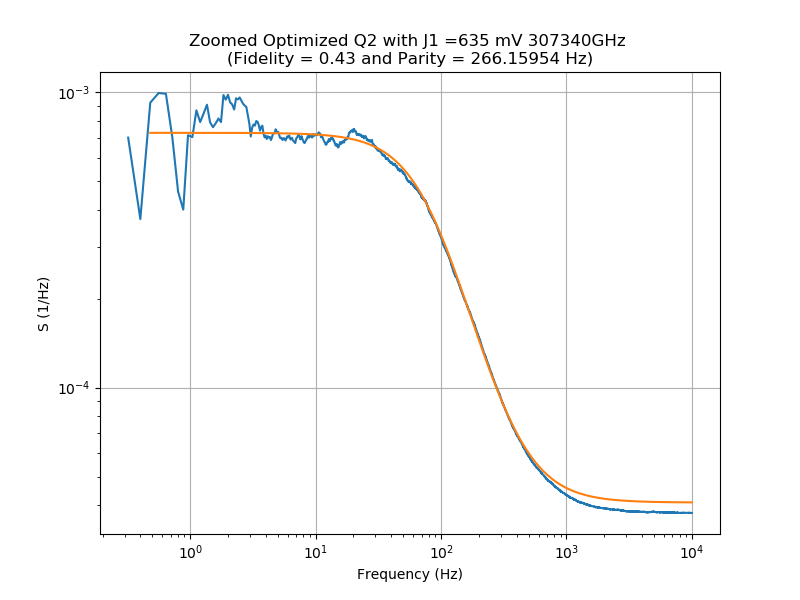 Zoomed Optimized Q2 with J1 =635 mV 307340GHz
(Fidelity = 0.43 and Parity = 266.15954 Hz)
10⁻³
10⁻⁴
S (1/Hz)
10⁰ 10¹ 10² 10³ 10⁴
Frequency (Hz)